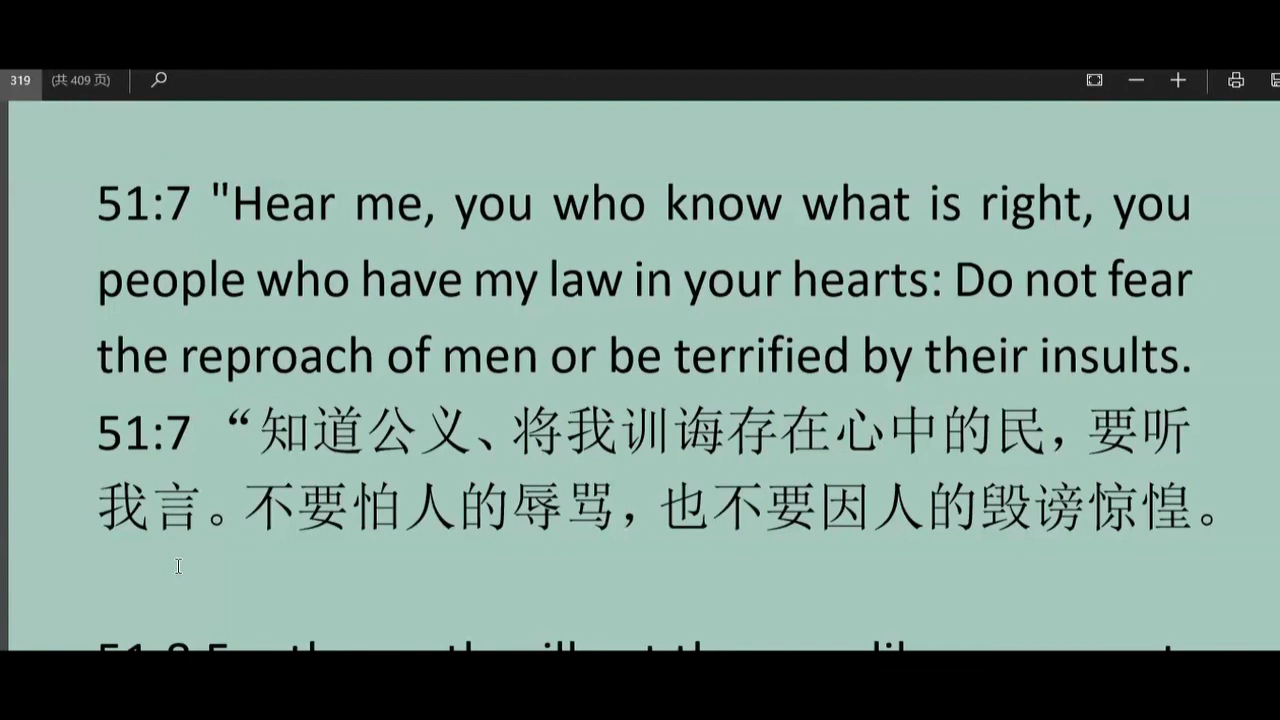 319 (共 409 页)
51:7 "Hear me, you who know what is right, you
people who have my law in your hearts: Do not fear
the reproach of men or be terrified by their insults.
51:7 “知道公义、将我训诲存在心中的民，要听
我言。不要怕人的辱骂，也不要因人的毁谤惊惶。